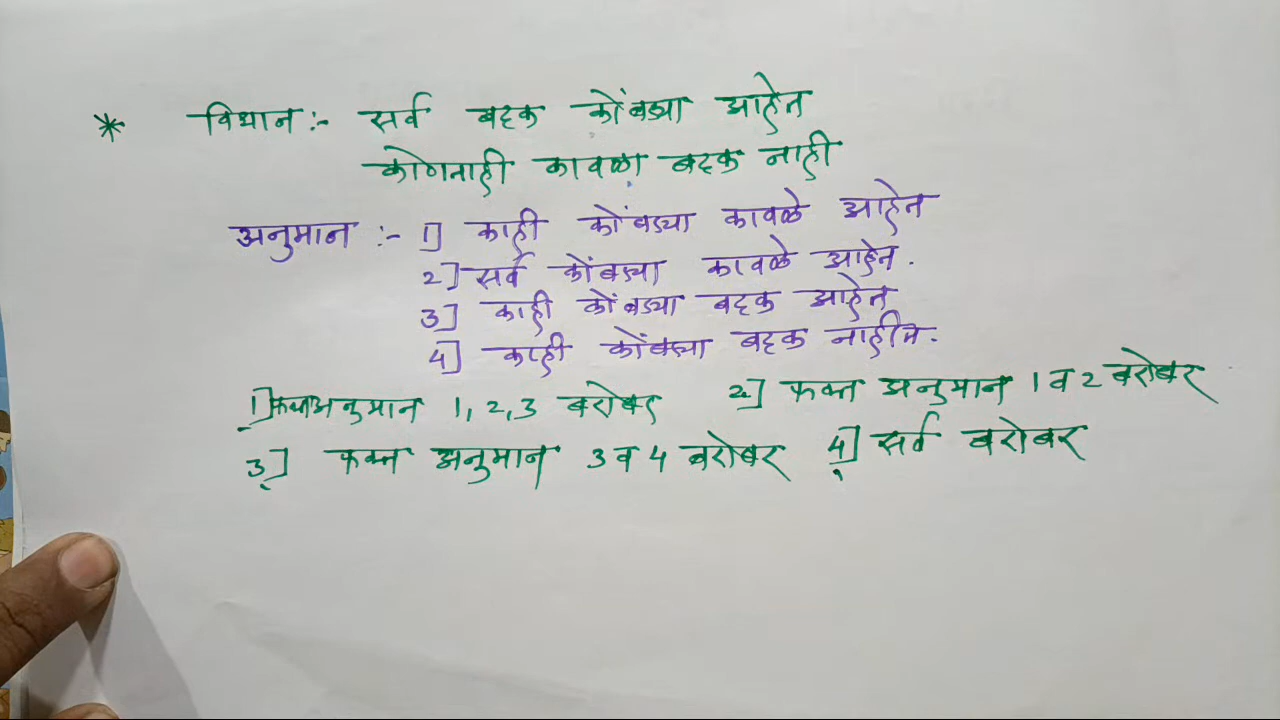 * विधान :- सर्व बदक कोंबड्या आहेत
कोणताही कावळा बदक नाही
अनुमान :- 1] काही कोंबड्या कावळे आहेत
2] सर्व कोंबड्या कावळे आहेत.
3] काही कोंबड्या बदक आहेत
4] काही कोंबड्या बदक नाहीत.
1] फक्त अनुमान 1, 2, 3 बरोबर 2] फक्त अनुमान 1 व 2 बरोबर
3] फक्त अनुमान 3 व 4 बरोबर 4] सर्व बरोबर